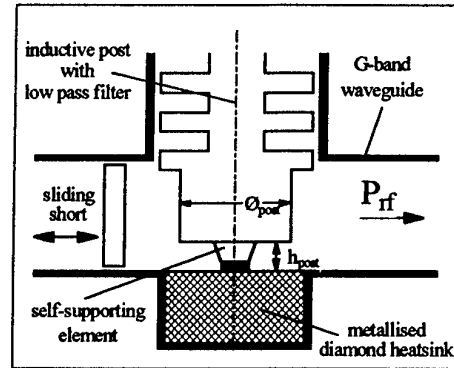 inductive post
with
low pass filter
G-band
waveguide
sliding
short
Øpost
Prf
hpost
self-supporting
element
metallised
diamond heatsink